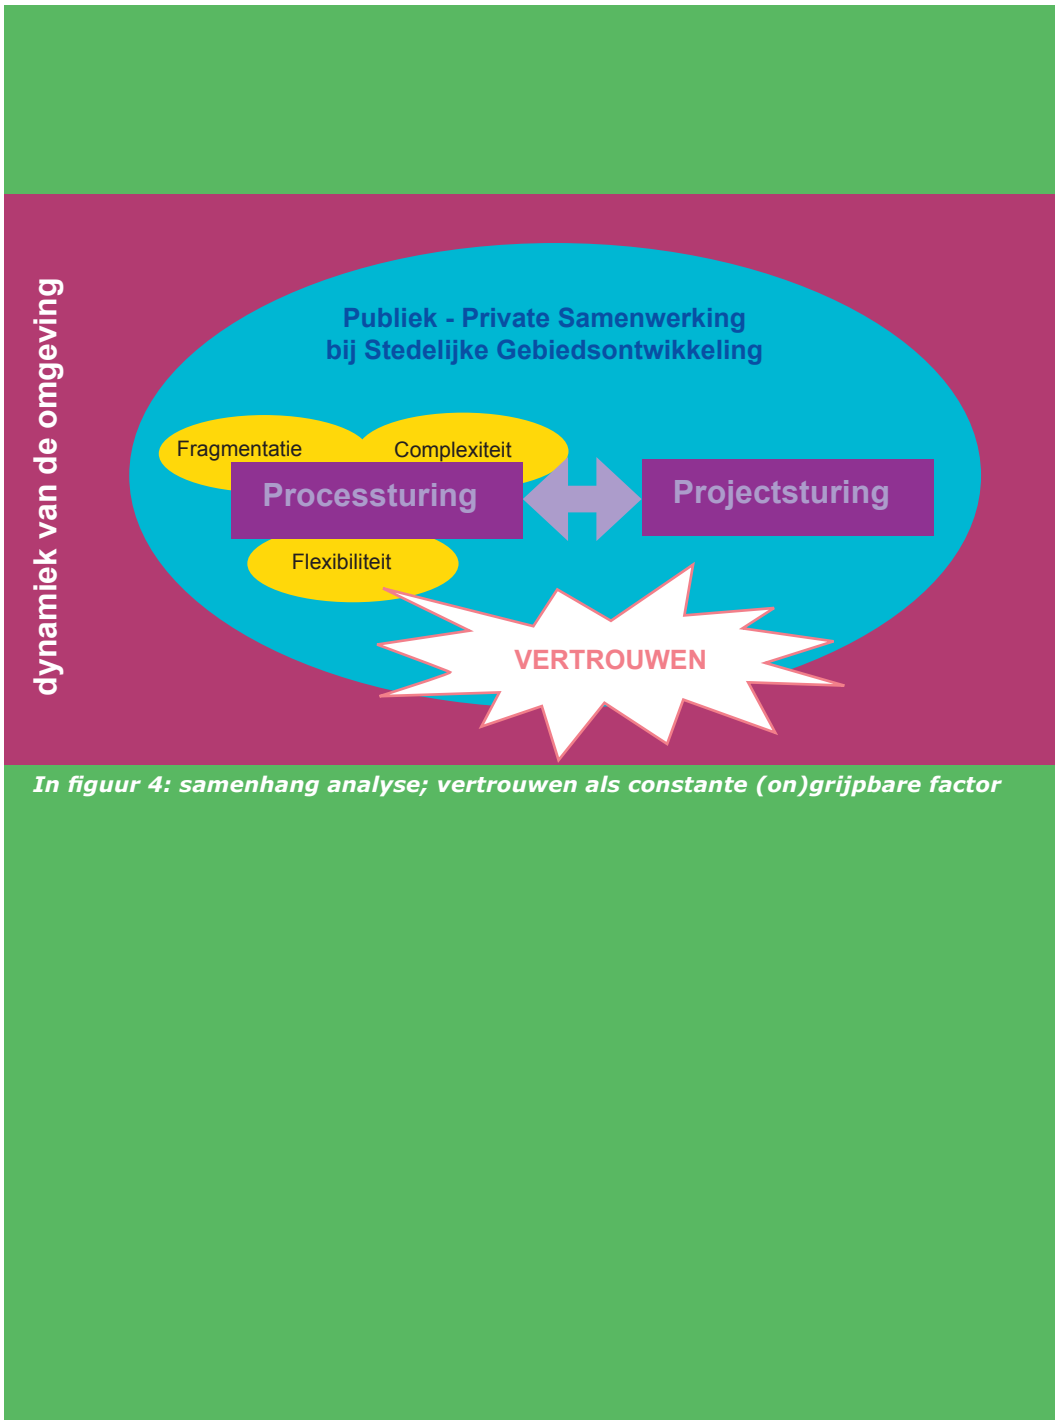 dynamiek van de omgeving
Publiek - Private Samenwerking
bij Stedelijke Gebiedsontwikkeling
Fragmentatie
Complexiteit
Processturing
Projectsturing
Flexibiliteit
VERTROUWEN
In figuur 4: samenhang analyse; vertrouwen als constante (on)grijpbare factor